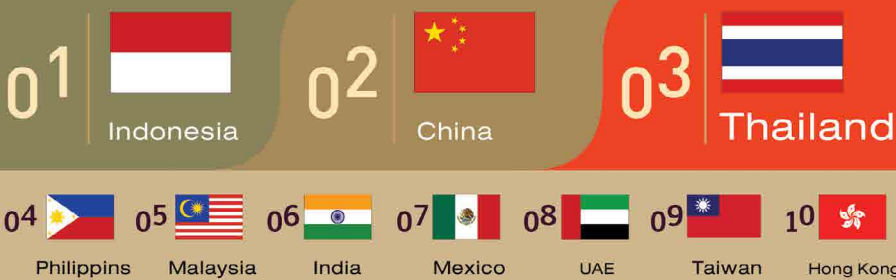 01
Indonesia
02
China
03
Thailand
04
Philippins
05
Malaysia
06
India
07
Mexico
08
UAE
09
Taiwan
10
Hong Kong